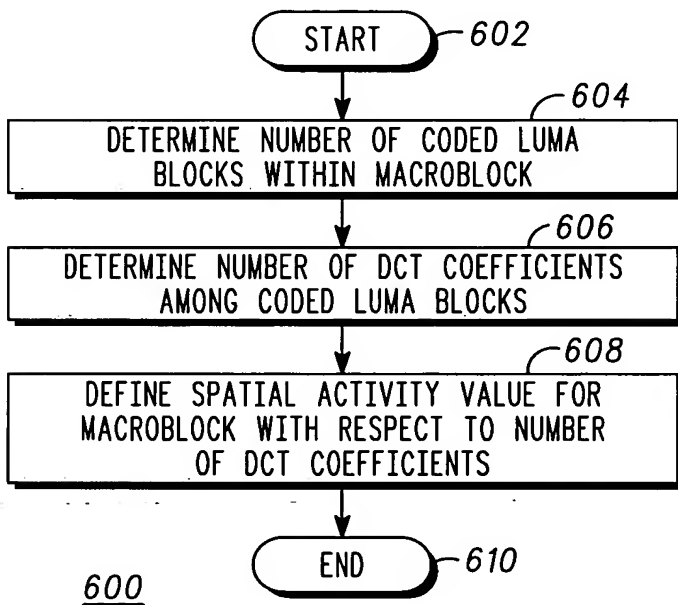 START
602
604
DETERMINE NUMBER OF CODED LUMA
BLOCKS WITHIN MACROBLOCK
606
DETERMINE NUMBER OF DCT COEFFICIENTS
AMONG CODED LUMA BLOCKS
608
DEFINE SPATIAL ACTIVITY VALUE FOR
MACROBLOCK WITH RESPECT TO NUMBER
OF DCT COEFFICIENTS
END
610
600